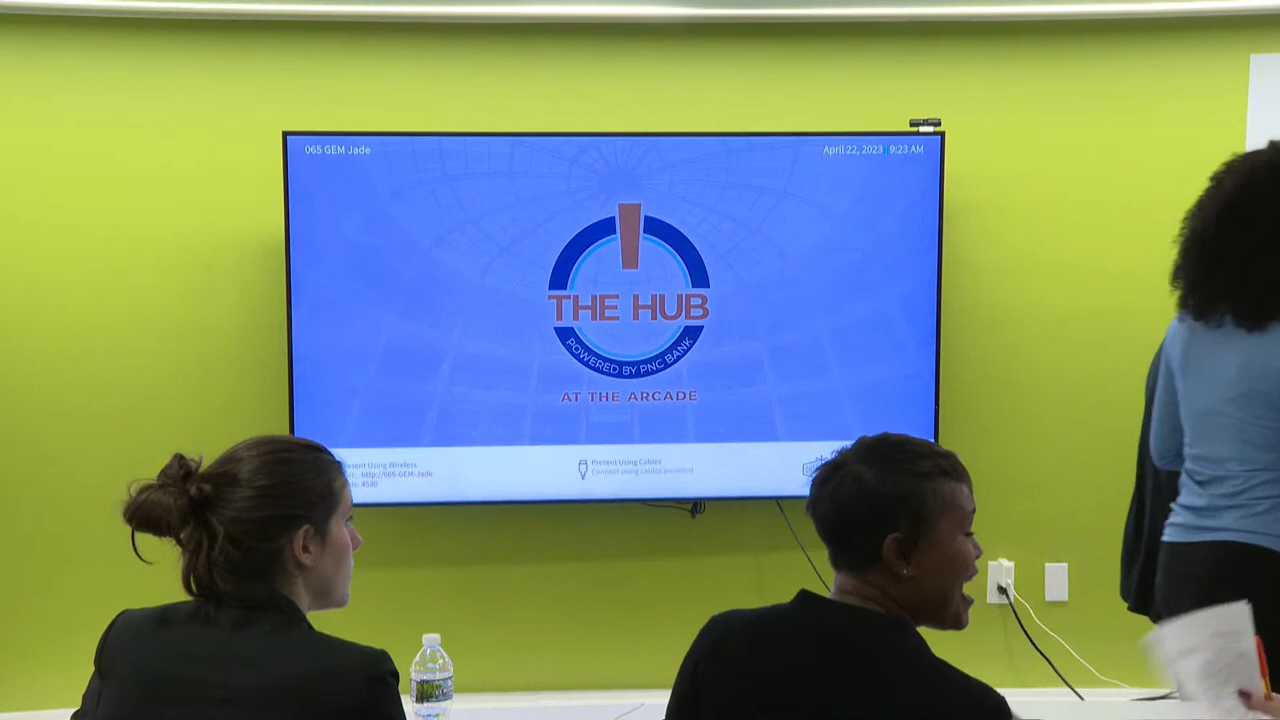 065 GEM Jade
April 22, 2023 9:23 AM
THE HUB
POWERED BY PNC BANK
AT THE ARCADE
Present Using Wireless
http://065-GEM-Jade
4530
Present Using Cables
Connect using cables provided